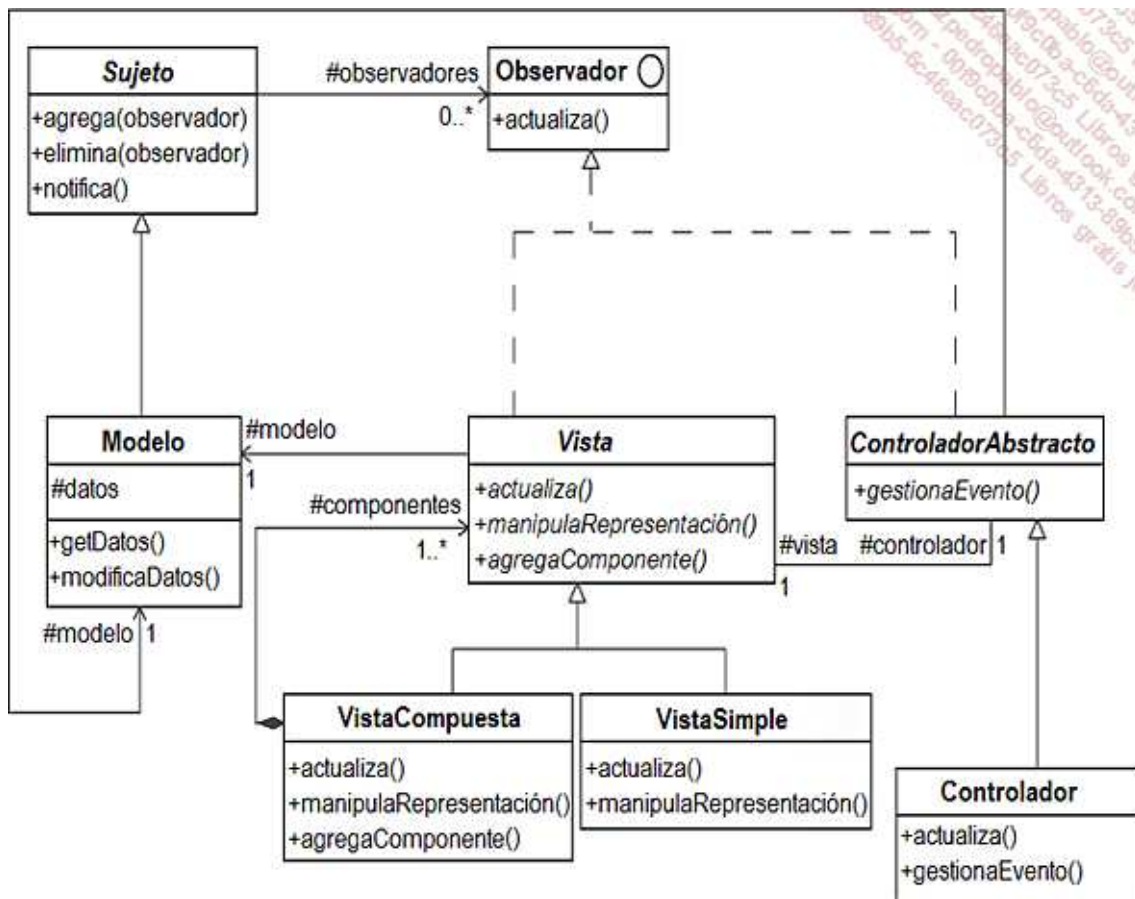 Sujeto
+agrega(observador)
+elimina(observador)
+notifica()
#observadores
0..*
Observador
+actualiza()
Modelo
#datos
+getDatos()
+modificaDatos()
#modelo
1
#componentes
1..*
Vista
+actualiza()
+manipulaRepresentación()
+agregaComponente()
ControladorAbstracto
+gestionaEvento()
#vista
1
#controlador 1
#modelo 1
VistaCompuesta
+actualiza()
+manipulaRepresentación()
+agregaComponente()
VistaSimple
+actualiza()
+manipulaRepresentación()
Controlador
+actualiza()
+gestionaEvento()